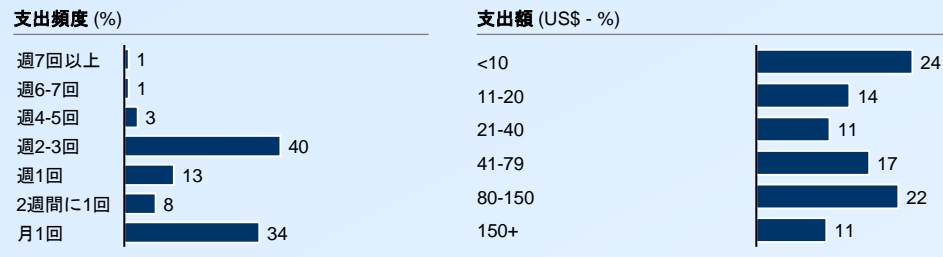 支出頻度 (%)
週7回以上 1
週6-7回 1
週4-5回 3
週2-3回 40
週1回 13
2週間に1回 8
月1回 34
支出額 (US$ - %)
<10 24
11-20 14
21-40 11
41-79 17
80-150 22
150+ 11